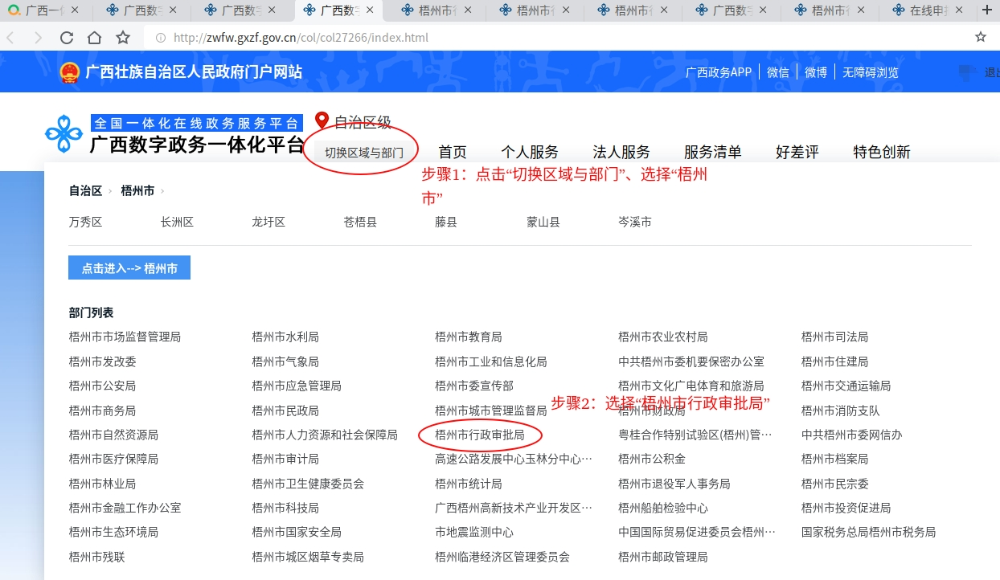 广西一
广西数
广西数
广西数字
梧州市行
梧州市行
梧州市行
广西数
梧州市行
在线申
http://zwfw.gxzf.gov.cn/col/col27266/index.html
广西壮族自治区人民政府门户网站
广西政务APP 微信 微博 无障碍浏览 退出
全国一体化在线政务服务平台
自治区级
广西数字政务一体化平台
切换区域与部门 首页 个人服务 法人服务 服务清单 好差评 特色创新
步骤1：点击“切换区域与部门”、选择“梧州
市”
自治区 › 梧州市 ›
万秀区 长洲区 龙圩区 苍梧县 藤县 蒙山县 岑溪市
点击进入--> 梧州市
部门列表
梧州市市场监督管理局 梧州市水利局 梧州市教育局 梧州市农业农村局 梧州市司法局
梧州市发改委 梧州市气象局 梧州市工业和信息化局 中共梧州市委机要保密办公室 梧州市住建局
梧州市公安局 梧州市应急管理局 梧州市委宣传部 梧州市文化广电体育和旅游局 梧州市交通运输局
步骤2：选择“梧州市行政审批局”
梧州市商务局 梧州市民政局 梧州市城市管理监督局 梧州市财政局 梧州市消防支队
梧州市自然资源局 梧州市人力资源和社会保障局 梧州市行政审批局 粤桂合作特别试验区(梧州)管… 中共梧州市委网信办
梧州市医疗保障局 梧州市审计局 高速公路发展中心玉林分中心… 梧州市公积金 梧州市档案局
梧州市林业局 梧州市卫生健康委员会 梧州市统计局 梧州市退役军人事务局 梧州市民宗委
梧州市金融工作办公室 梧州市科技局 广西梧州高新技术产业开发区… 梧州船舶检验中心 梧州市投资促进局
梧州市生态环境局 梧州市国家安全局 市地震监测中心 中国国际贸易促进委员会梧州… 国家税务总局梧州市税务局
梧州市残联 梧州市城区烟草专卖局 梧州临港经济区管理委员会 梧州市邮政管理局